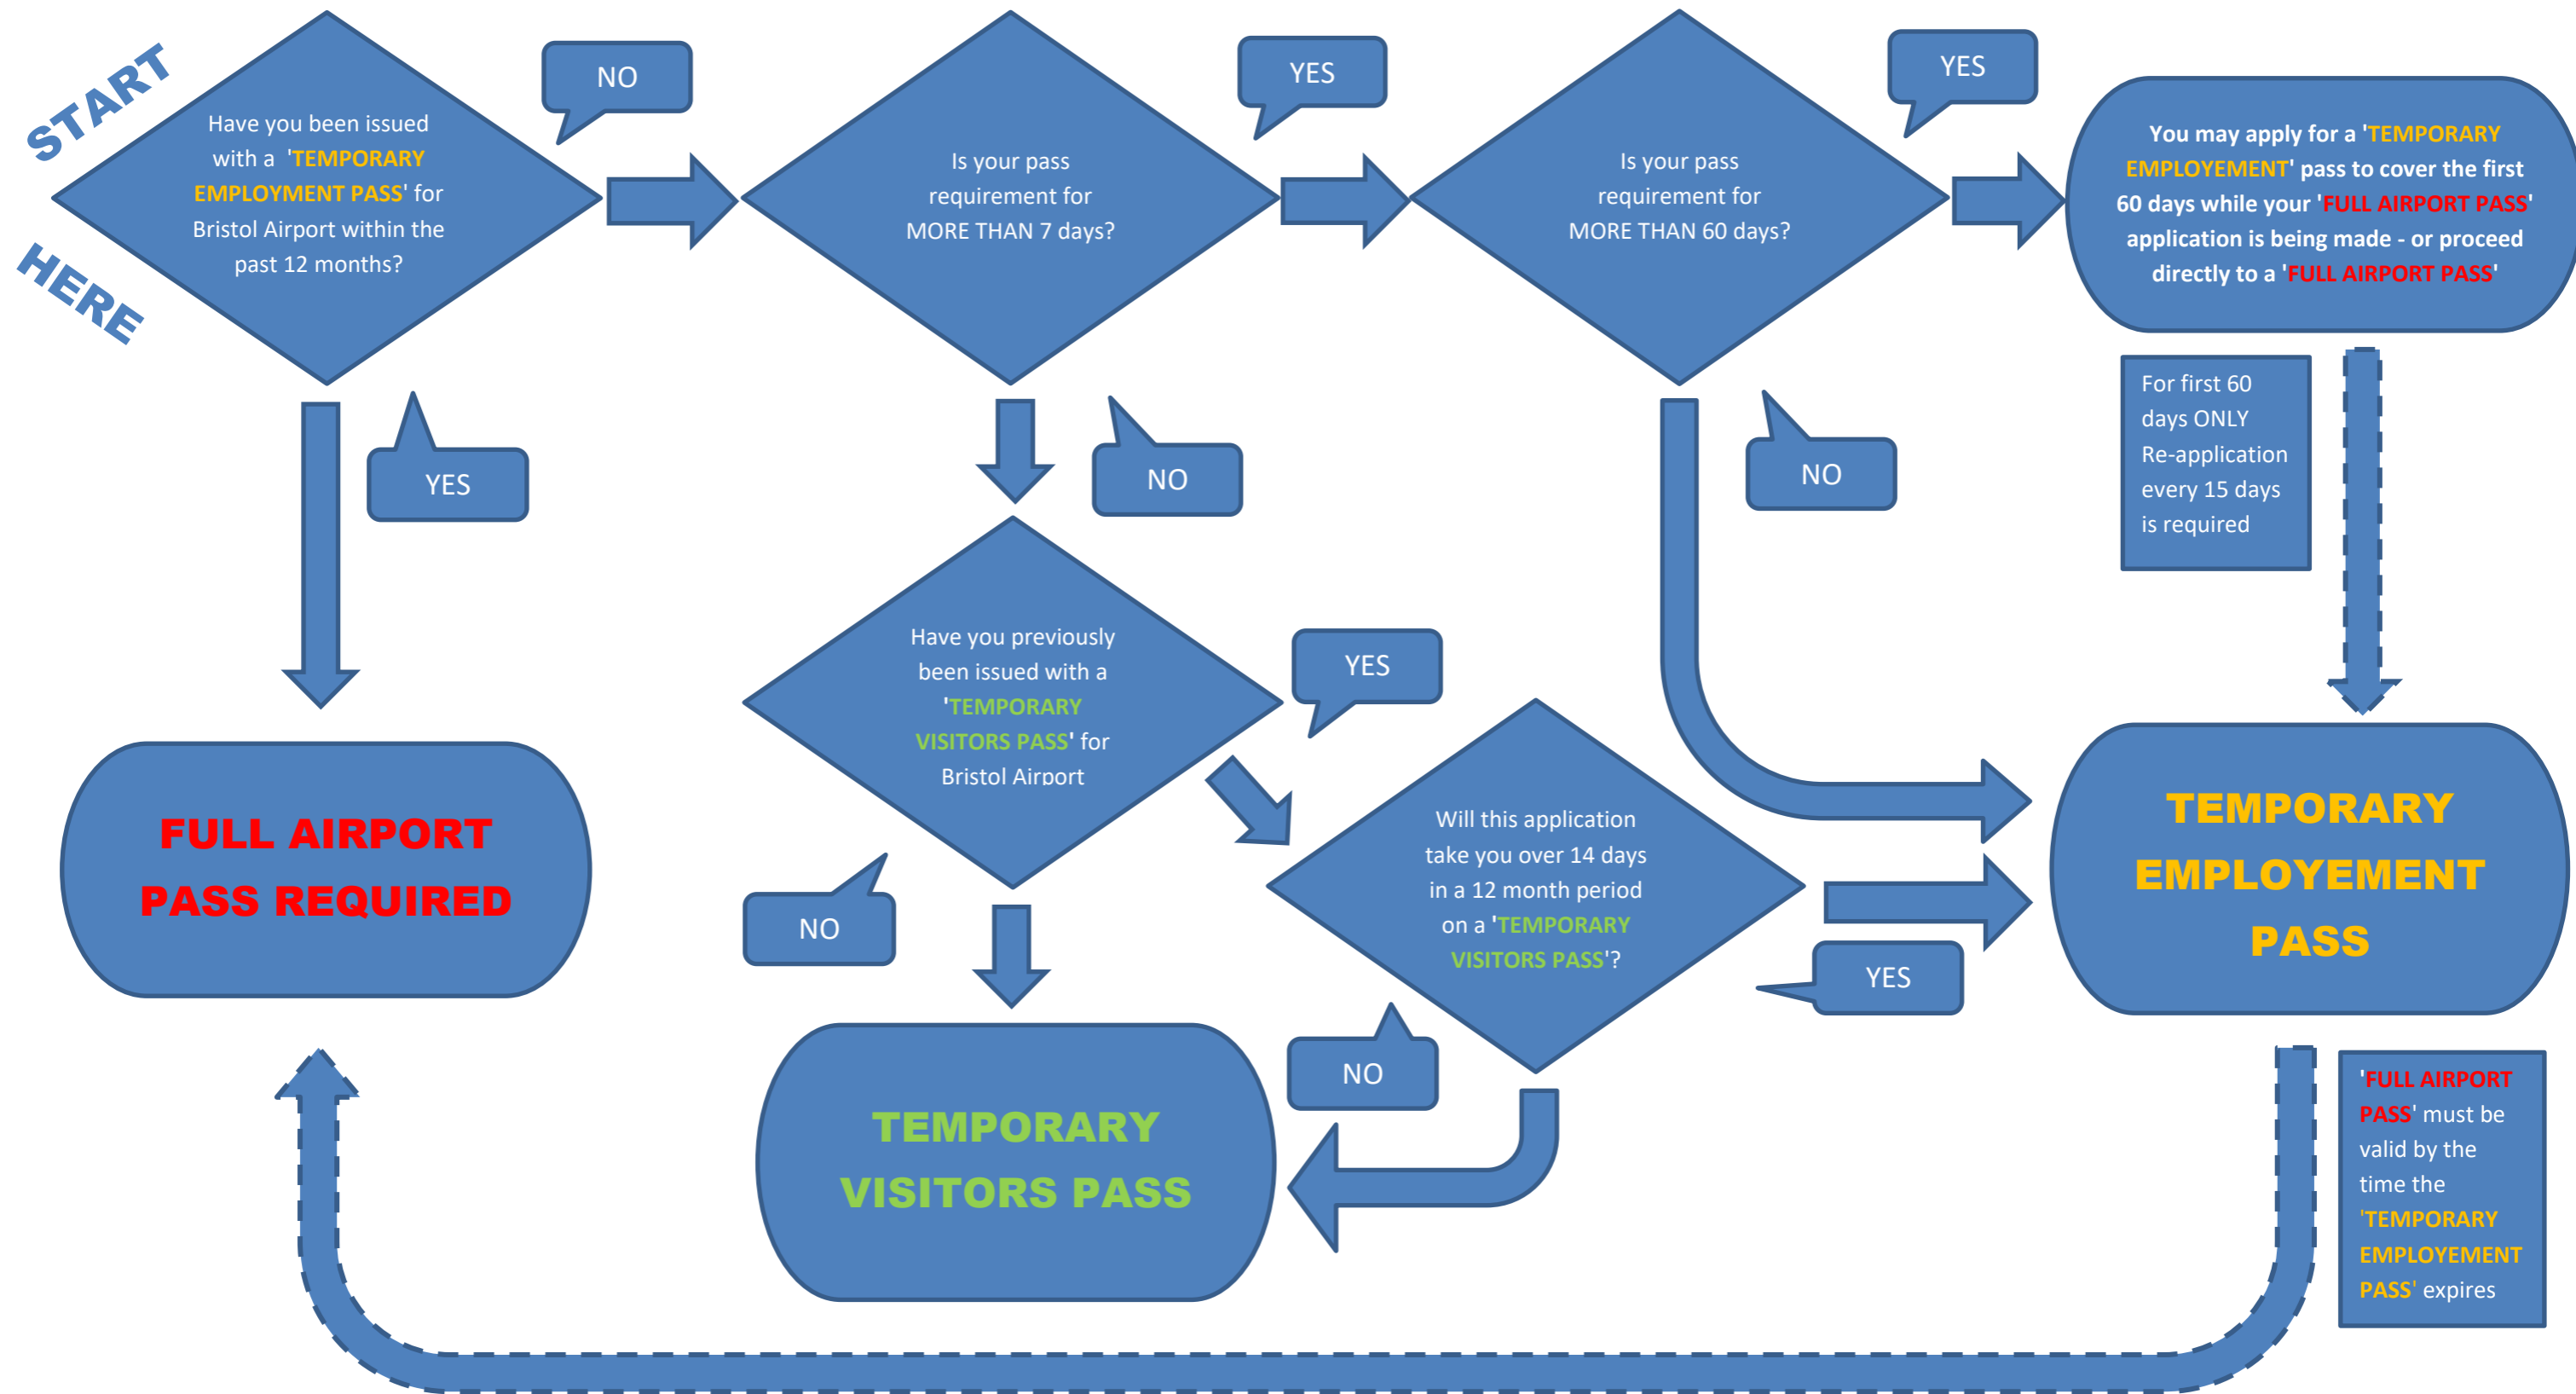 START
HERE
Have you been issued
with a 'TEMPORARY
EMPLOYMENT PASS' for
Bristol Airport within the
past 12 months?
NO
Is your pass
requirement for
MORE THAN 7 days?
YES
Is your pass
requirement for
MORE THAN 60 days?
YES
You may apply for a 'TEMPORARY
EMPLOYEMENT' pass to cover the first
60 days while your 'FULL AIRPORT PASS'
application is being made - or proceed
directly to a 'FULL AIRPORT PASS'
YES
NO
NO
For first 60
days ONLY
Re-application
every 15 days
is required
Have you previously
been issued with a
'TEMPORARY
VISITORS PASS' for
Bristol Airport
YES
NO
Will this application
take you over 14 days
in a 12 month period
on a 'TEMPORARY
VISITORS PASS'?
YES
NO
FULL AIRPORT
PASS REQUIRED
TEMPORARY
VISITORS PASS
TEMPORARY
EMPLOYEMENT
PASS
'FULL AIRPORT
PASS' must be
valid by the
time the
'TEMPORARY
EMPLOYEMENT
PASS' expires